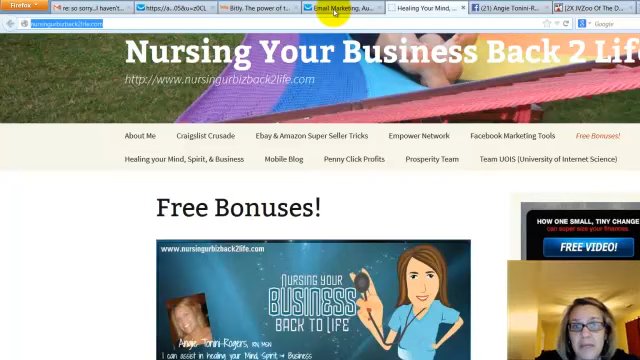 Firefox
re: so sorry...I haven't...
https://a...05&u=z0CL
Bitly. The power of t...
Email Marketing, Au...
Healing your Mind, ...
(21) Angie Tonini-R...
[2X JVZoo Of The D...
nursingurbizback2life.com
Google
Nursing Your Business Back 2 Life
http://www.nursingurbizback2life.com
About Me
Craigslist Crusade
Ebay & Amazon Super Seller Tricks
Empower Network
Facebook Marketing Tools
Free Bonuses!
Healing your Mind, Spirit, & Business
Mobile Blog
Penny Click Profits
Prosperity Team
Team UOIS (University of Internet Science)
Free Bonuses!
HOW ONE SMALL, TINY CHANGE
can super size your finances.
FREE VIDEO!
www.nursingurbizback2life.com
NURSING YOUR
BUSINESS
BACK TO LIFE
Angie Tonini-Rogers, RN, MSN
I can assist in healing your Mind, Spirit & Business